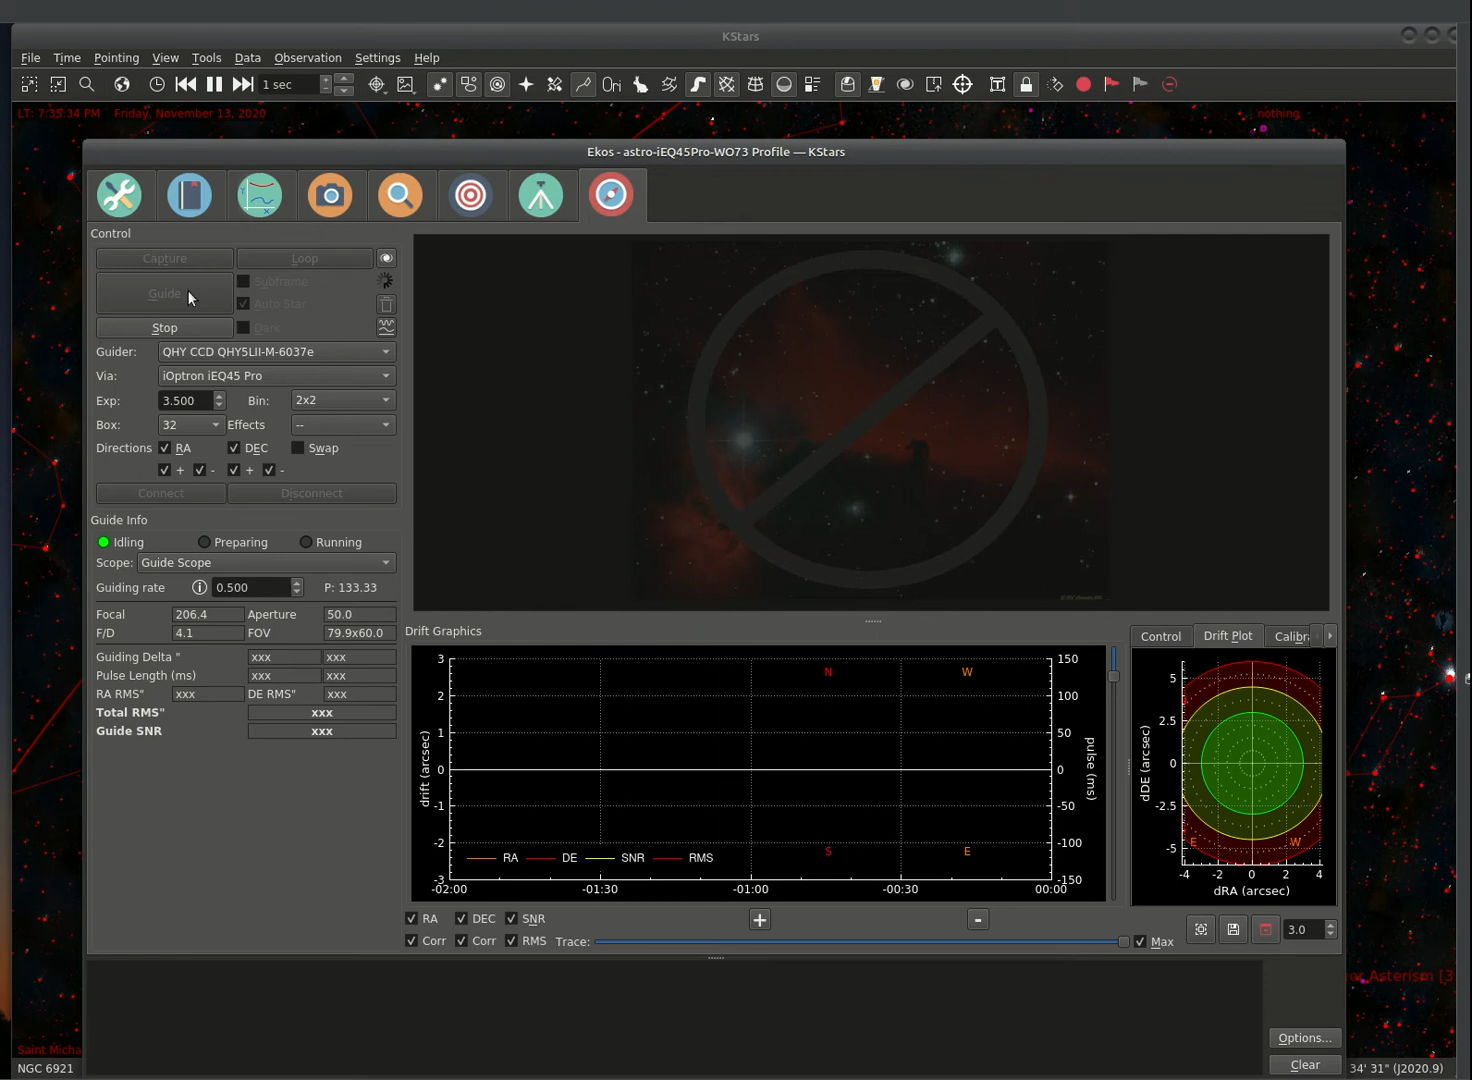 KStars
File Time Pointing View Tools Data Observation Settings Help
1 sec
Ori
LT: 7:35:34 PM Friday, November 13, 2020
nothing
Ekos - astro-iEQ45Pro-WO73 Profile — KStars
Control
Capture Loop
Guide
Subframe
Auto Star
Stop
Dark
Guider: QHY CCD QHY5LII-M-6037e
Via: iOptron iEQ45 Pro
Exp: 3.500 Bin: 2x2
Box: 32 Effects --
Directions RA DEC Swap
+ - + -
Connect Disconnect
Guide Info
Idling Preparing Running
Scope: Guide Scope
Guiding rate 0.500 P: 133.33
Focal 206.4 Aperture 50.0
F/D 4.1 FOV 79.9x60.0
Guiding Delta " xxx xxx
Pulse Length (ms) xxx xxx
RA RMS" xxx DE RMS" xxx
Total RMS" xxx
Guide SNR xxx
Drift Graphics
3 2 1 0 -1 -2 -3
drift (arcsec)
N W
S E
RA DE SNR RMS
150 100 50 0 -50 -100 -150
pulse (ms)
-02:00 -01:30 -01:00 -00:30 00:00
RA DEC SNR + -
Corr Corr RMS Trace: Max
Control Drift Plot Calibr
5 2.5 0 -2.5 -5
dDE (arcsec)
E W
-4 -2 0 2 4
dRA (arcsec)
3.0
Options...
Clear
Asterism [3
Saint Micha
NGC 6921
34' 31" (J2020.9)